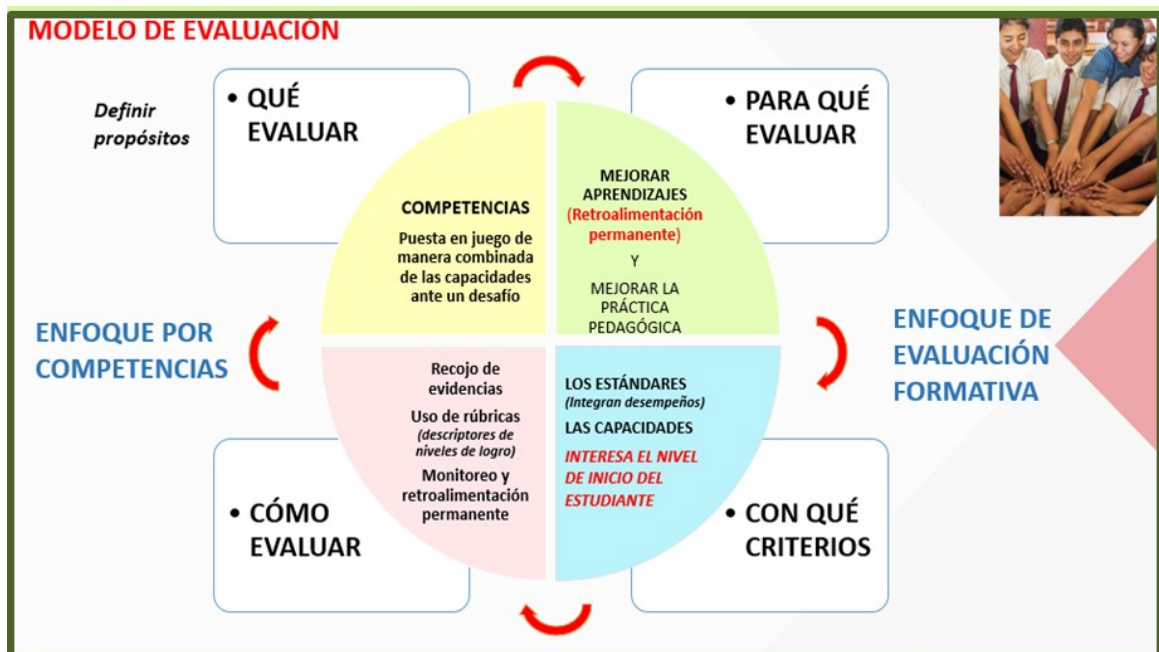 MODELO DE EVALUACIÓN
Definir
propósitos
• QUÉ
EVALUAR
• PARA QUÉ
EVALUAR
COMPETENCIAS
Puesta en juego de
manera combinada
de las capacidades
ante un desafío
MEJORAR
APRENDIZAJES
(Retroalimentación
permanente)
Y
MEJORAR LA
PRÁCTICA
PEDAGÓGICA
ENFOQUE POR
COMPETENCIAS
ENFOQUE DE
EVALUACIÓN
FORMATIVA
Recojo de
evidencias
Uso de rúbricas
(descriptores de
niveles de logro)
Monitoreo y
retroalimentación
permanente
LOS ESTÁNDARES
(Integran desempeños)
LAS CAPACIDADES
INTERESA EL NIVEL
DE INICIO DEL
ESTUDIANTE
• CÓMO
EVALUAR
• CON QUÉ
CRITERIOS